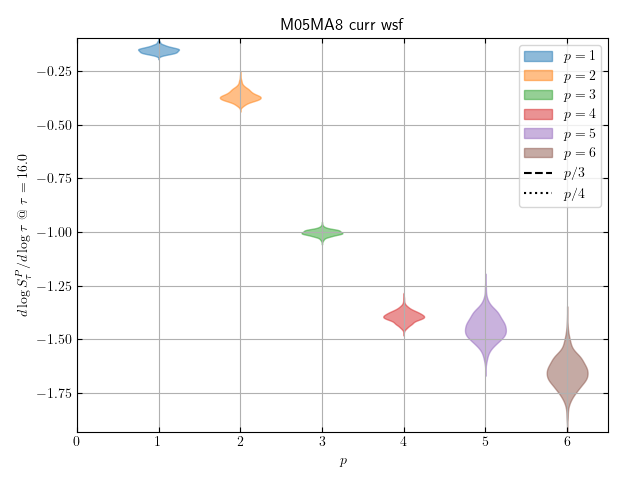 M05MA8 curr wsf
p = 1
p = 2
p = 3
p = 4
p = 5
p = 6
p/3
p/4
−0.25
−0.50
−0.75
−1.00
−1.25
−1.50
−1.75
d log S_τ^P / d log τ @ τ = 16.0
0 1 2 3 4 5 6
p